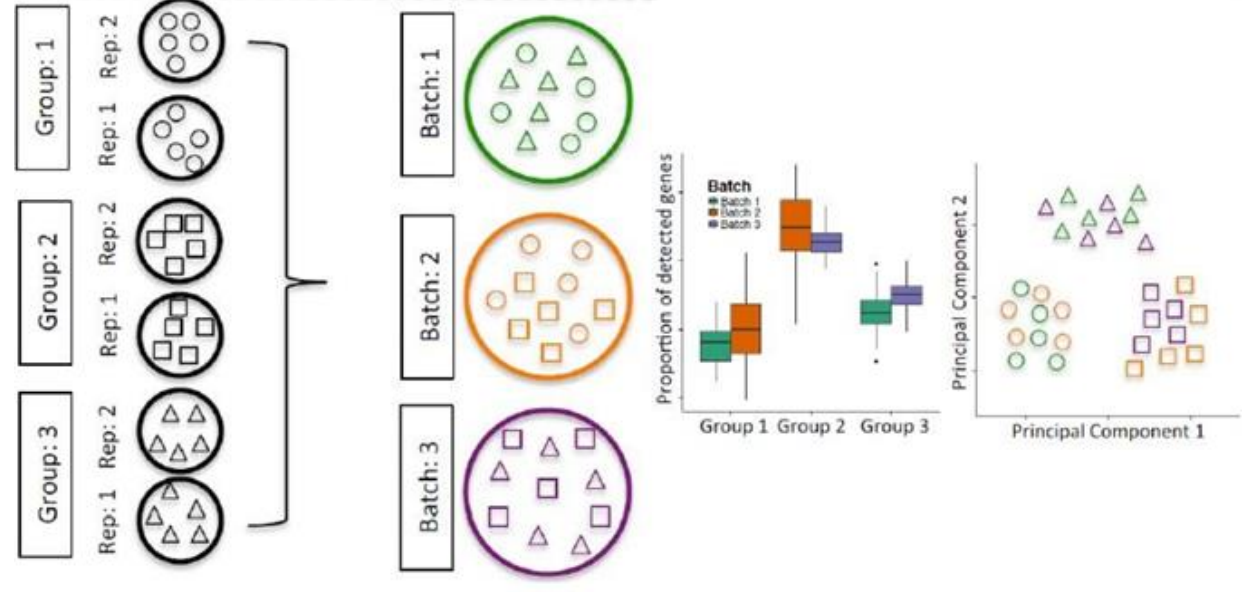 Group: 1
Rep: 2
Rep: 1
Group: 2
Rep: 2
Rep: 1
Group: 3
Rep: 2
Rep: 1
Batch: 1
Batch: 2
Batch: 3
Proportion of detected genes
Batch
Batch 1
Batch 2
Batch 3
Group 1 Group 2 Group 3
Principal Component 2
Principal Component 1